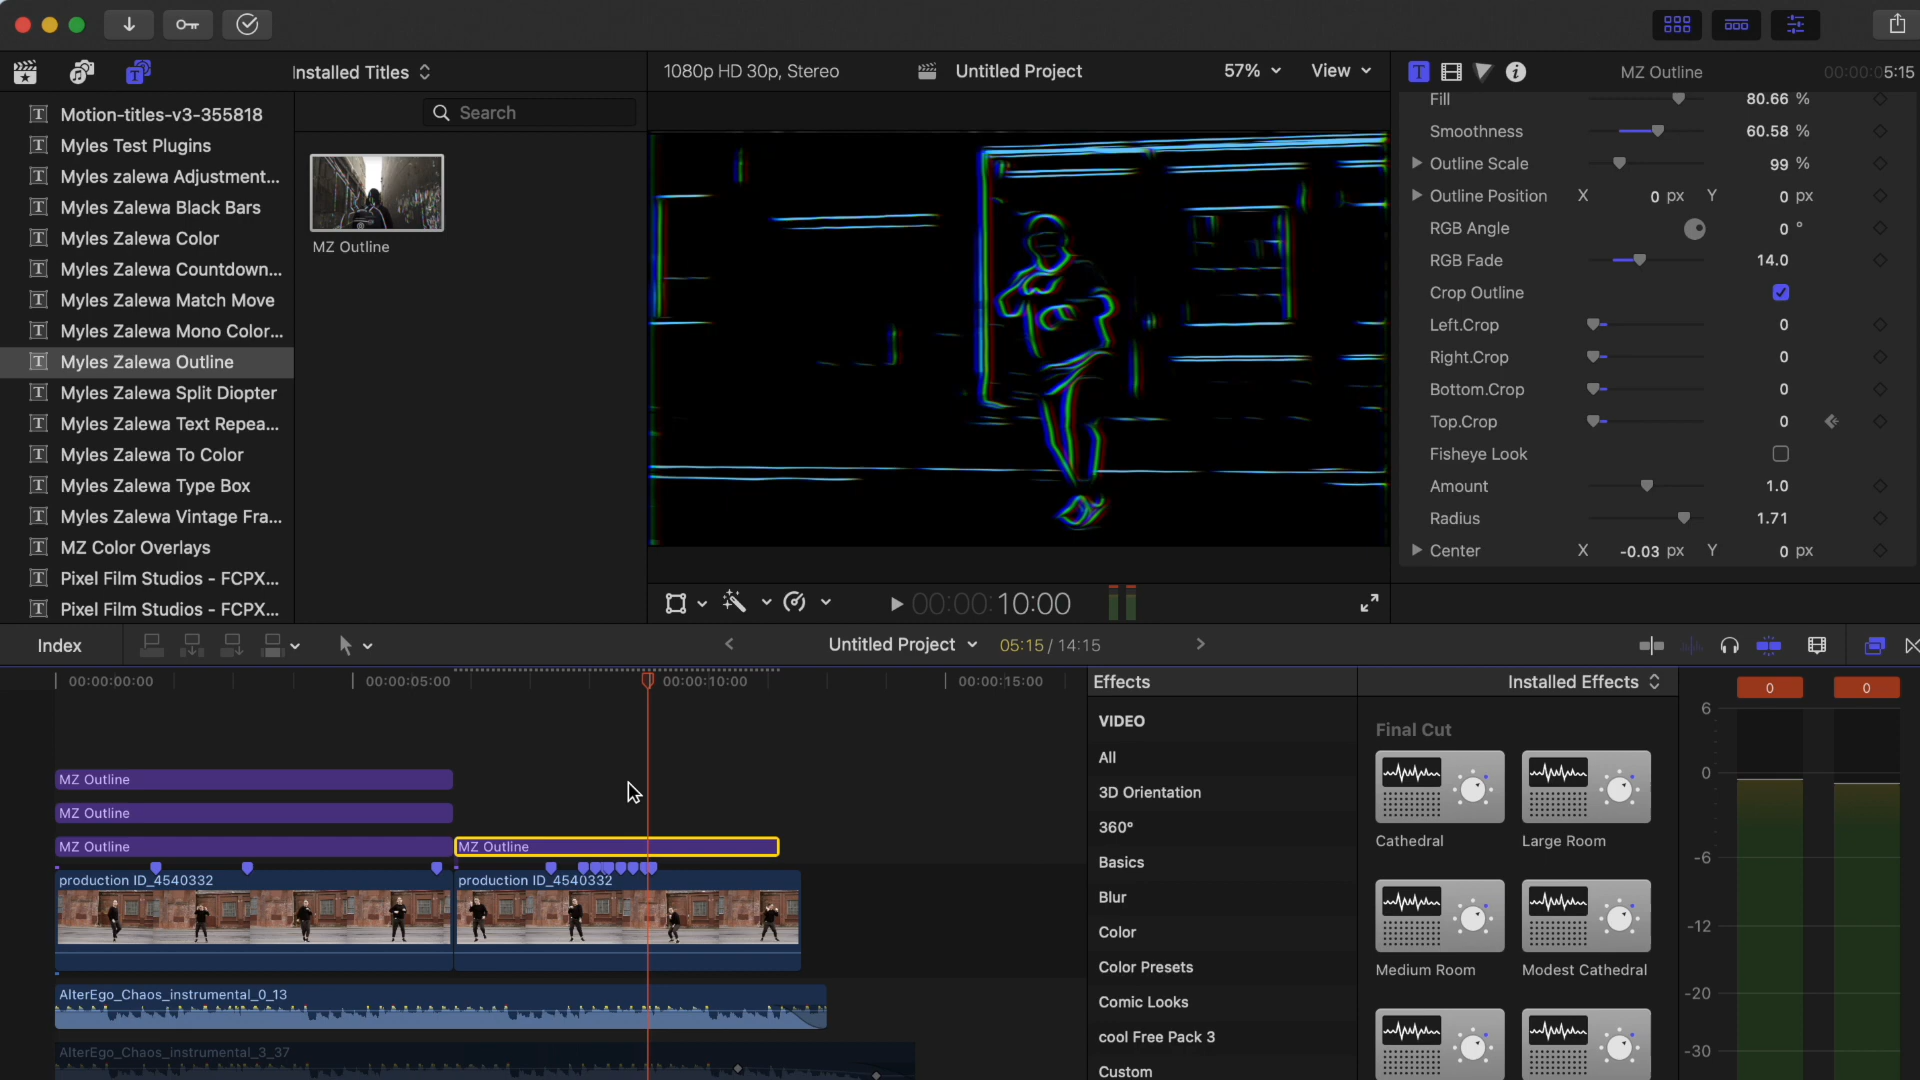 Installed Titles
1080p HD 30p, Stereo
Untitled Project
57%
View
T
MZ Outline
00:00:05:15
T Motion-titles-v3-355818
T Myles Test Plugins
T Myles zalewa Adjustment...
T Myles Zalewa Black Bars
T Myles Zalewa Color
T Myles Zalewa Countdown...
T Myles Zalewa Match Move
T Myles Zalewa Mono Color...
T Myles Zalewa Outline
T Myles Zalewa Split Diopter
T Myles Zalewa Text Repea...
T Myles Zalewa To Color
T Myles Zalewa Type Box
T Myles Zalewa Vintage Fra...
T MZ Color Overlays
T Pixel Film Studios - FCPX...
T Pixel Film Studios - FCPX...
Search
MZ Outline
Fill 80.66 %
Smoothness 60.58 %
Outline Scale 99 %
Outline Position X 0 px Y 0 px
RGB Angle 0 °
RGB Fade 14.0
Crop Outline
Left.Crop 0
Right.Crop 0
Bottom.Crop 0
Top.Crop 0
Fisheye Look
Amount 1.0
Radius 1.71
Center X -0.03 px Y 0 px
00:00:10:00
Index
Untitled Project
05:15 / 14:15
00:00:00:00
00:00:05:00
00:00:10:00
00:00:15:00
MZ Outline
MZ Outline
MZ Outline
MZ Outline
production ID_4540332
production ID_4540332
AlterEgo_Chaos_instrumental_0_13
AlterEgo_Chaos_instrumental_3_37
Effects
VIDEO
All
3D Orientation
360°
Basics
Blur
Color
Color Presets
Comic Looks
cool Free Pack 3
Custom
Installed Effects
Final Cut
Cathedral
Large Room
Medium Room
Modest Cathedral
0 0
6
0
-6
-12
-20
-30